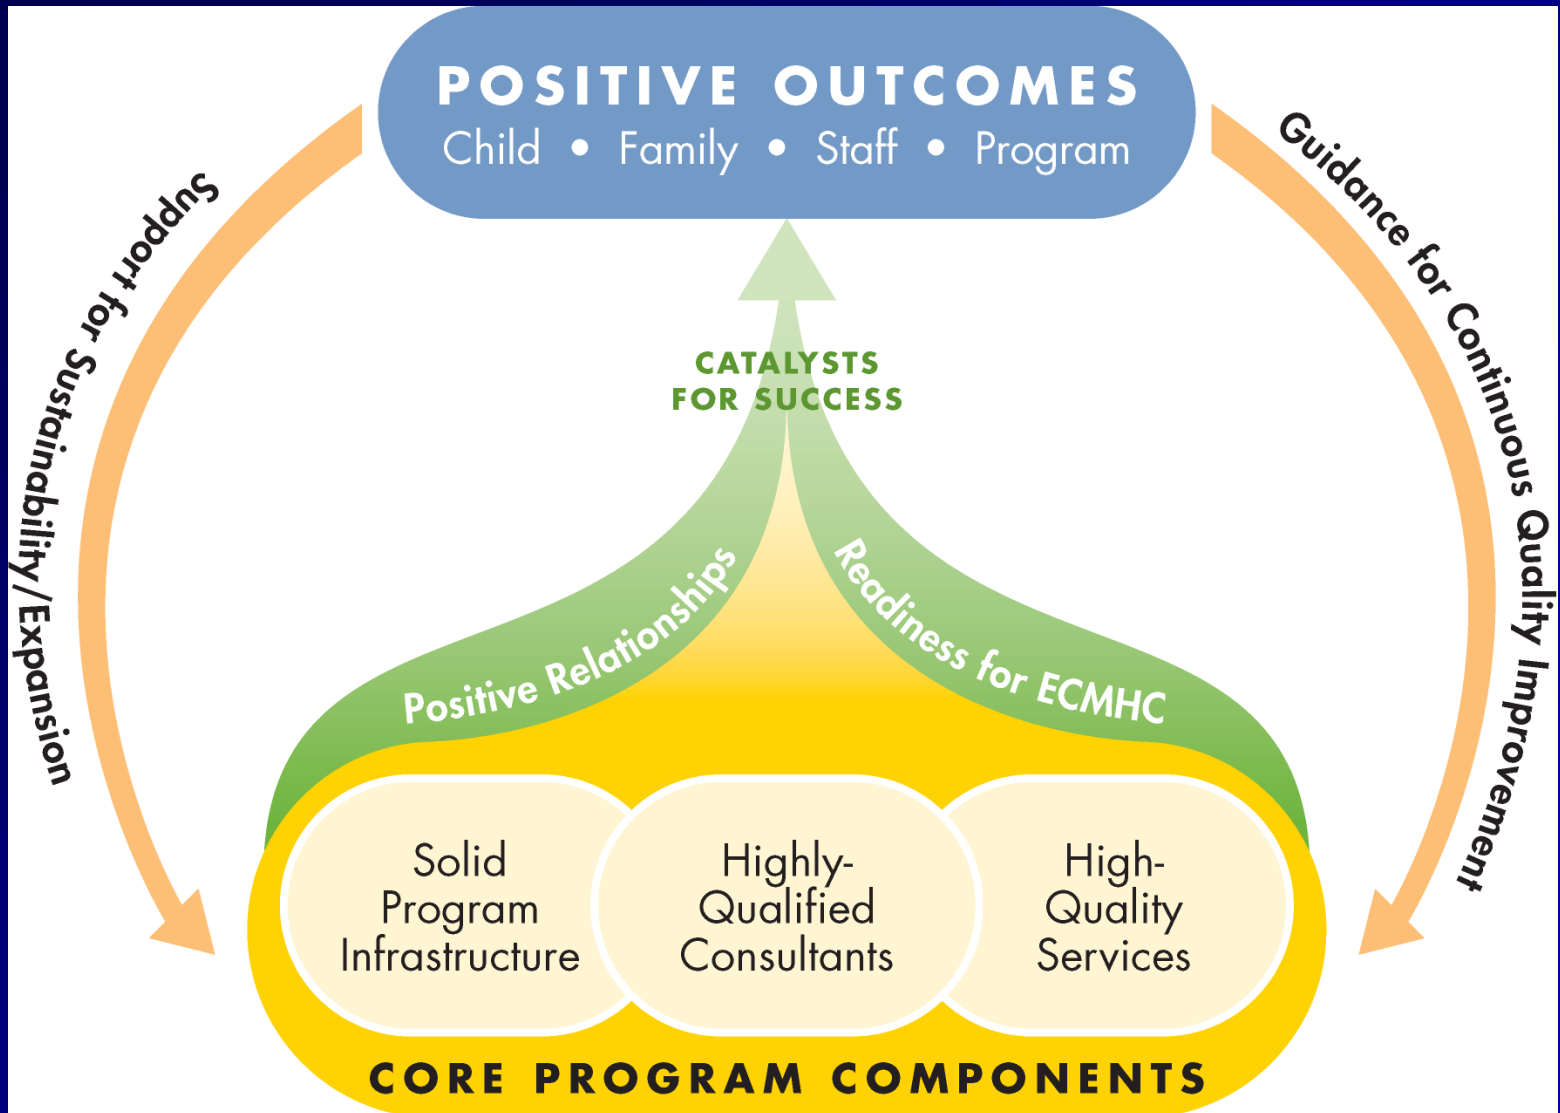 POSITIVE OUTCOMES
Child • Family • Staff • Program
Support for Sustainability/Expansion
Guidance for Continuous Quality Improvement
CATALYSTS
FOR SUCCESS
Positive Relationships
Readiness for ECMHC
Solid
Program
Infrastructure
Highly-
Qualified
Consultants
High-
Quality
Services
CORE PROGRAM COMPONENTS